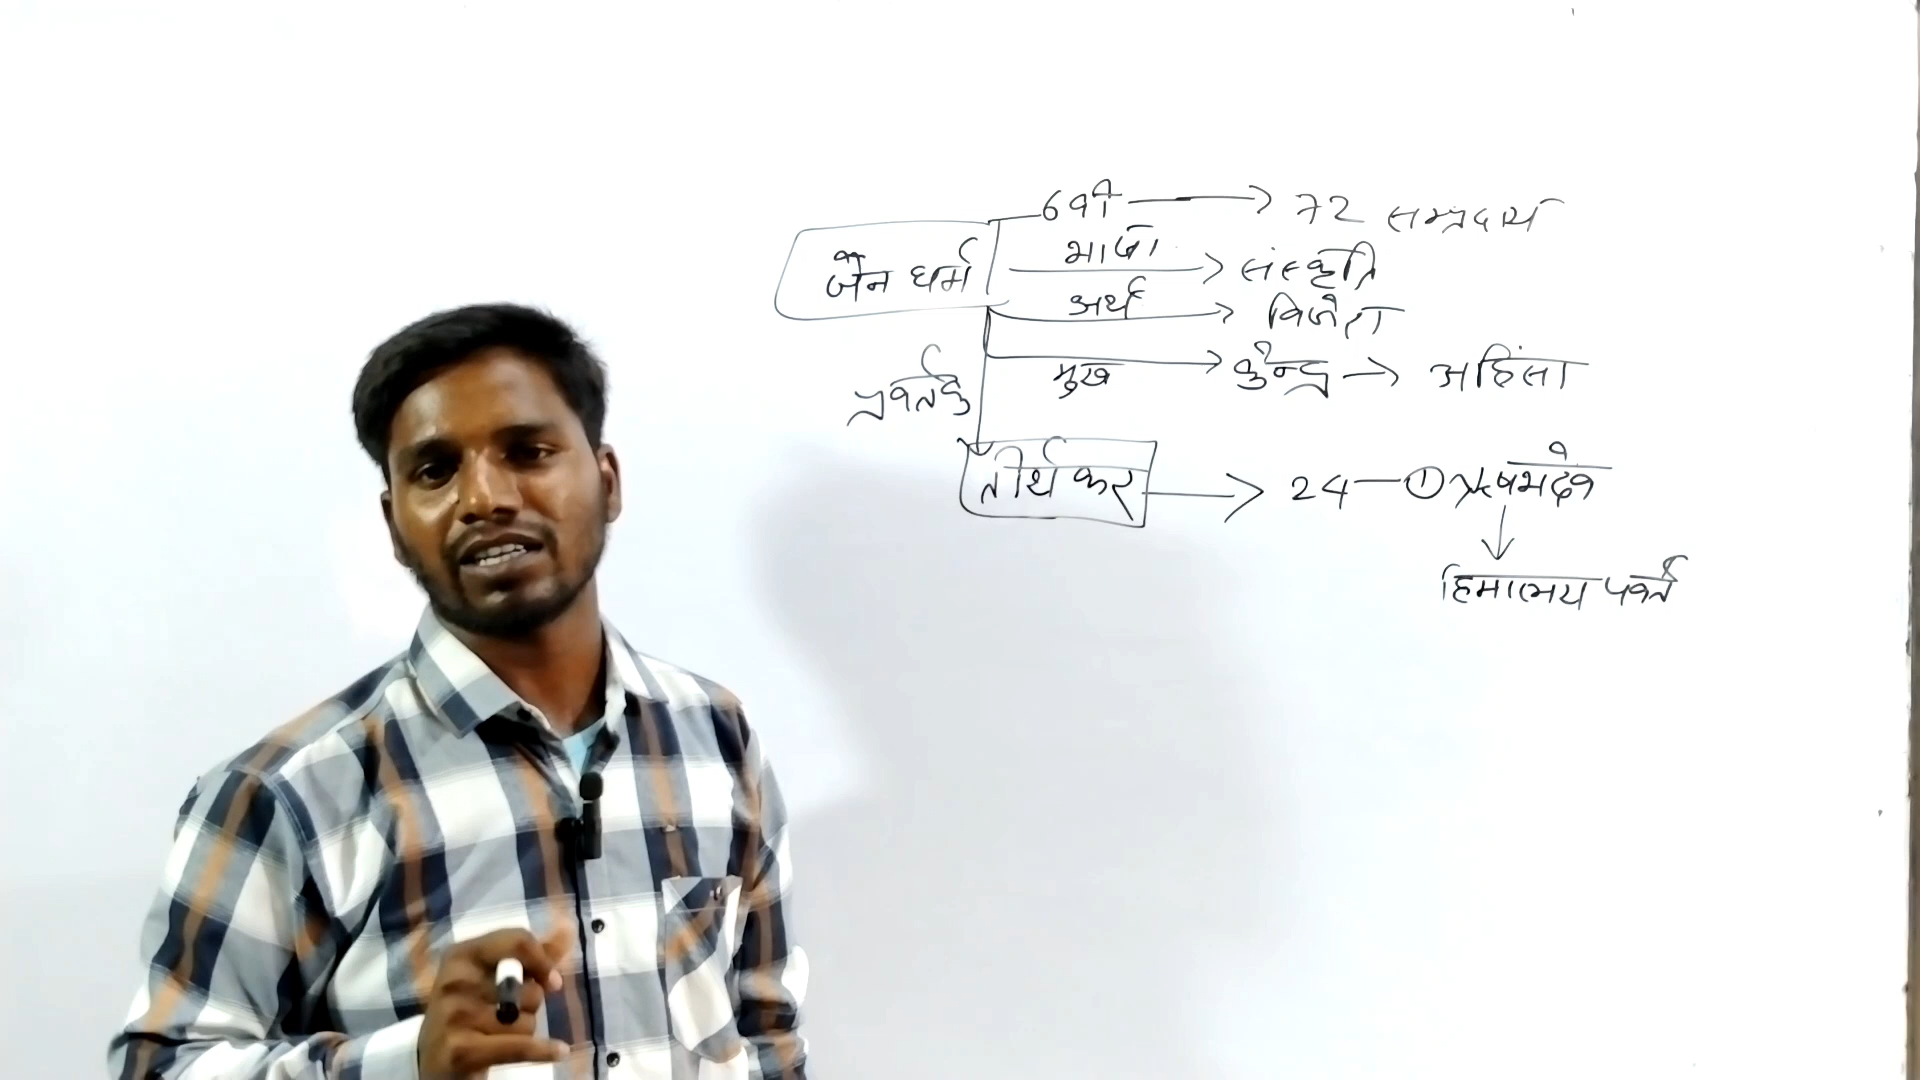 6वी → 72 सम्प्रदाय
जैन धर्म भाषा → संस्कृति
अर्थ → विजेता
प्रवर्तक मुख → केन्द्र → अहिंसा
तीर्थ कर → 24 — ① ऋषभदेव
↓
हिमालय पर्वत